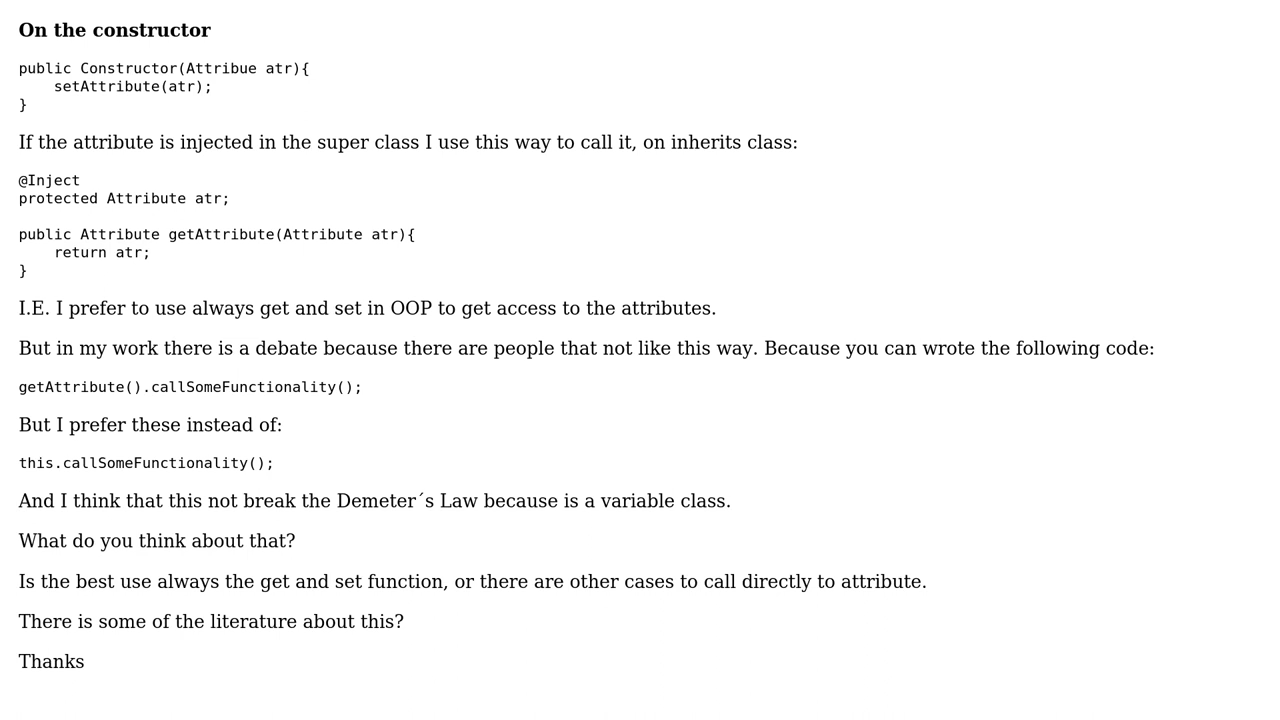 On the constructor
public Constructor(Attribue atr){
    setAttribute(atr);
}
If the attribute is injected in the super class I use this way to call it, on inherits class:
@Inject
protected Attribute atr;
public Attribute getAttribute(Attribute atr){
    return atr;
}
I.E. I prefer to use always get and set in OOP to get access to the attributes.
But in my work there is a debate because there are people that not like this way. Because you can wrote the following code:
getAttribute().callSomeFunctionality();
But I prefer these instead of:
this.callSomeFunctionality();
And I think that this not break the Demeter´s Law because is a variable class.
What do you think about that?
Is the best use always the get and set function, or there are other cases to call directly to attribute.
There is some of the literature about this?
Thanks